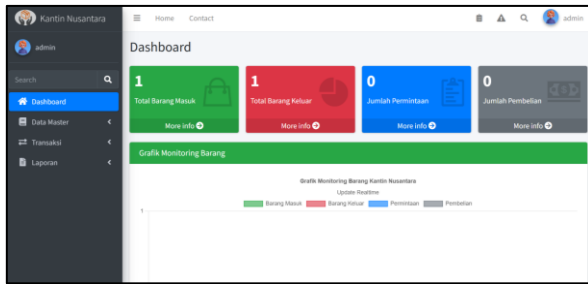 Kantin Nusantara
Home Contact
admin
admin
Dashboard
Search
Dashboard
Data Master
Transaksi
Laporan
1
Total Barang Masuk
More info
1
Total Barang Keluar
More info
0
Jumlah Permintaan
More info
0
Jumlah Pembelian
More info
Grafik Monitoring Barang
Grafik Monitoring Barang Kantin Nusantara
Update Realtime
Barang Masuk Barang Keluar Permintaan Pembelian
1